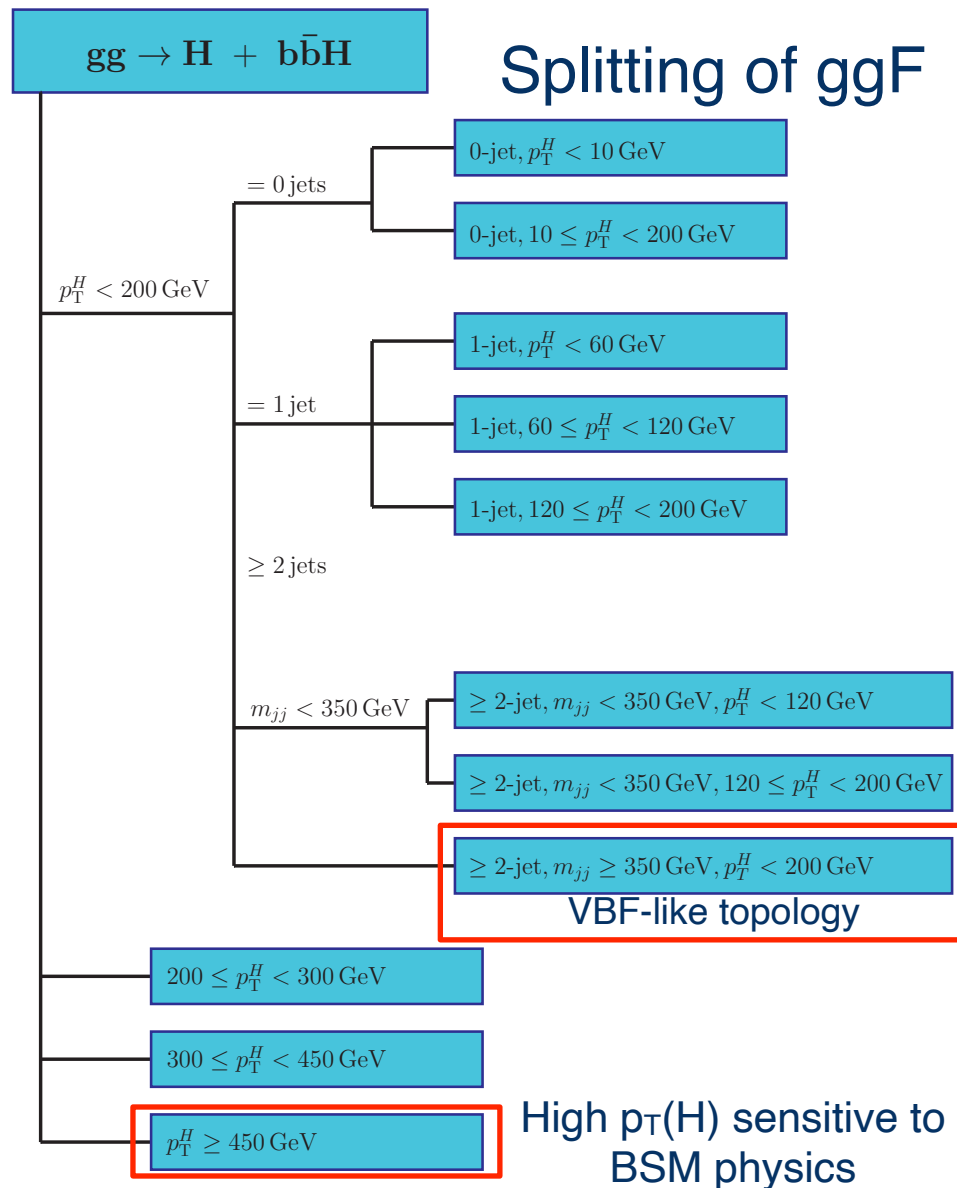 gg → H + bb̄H
Splitting of ggF
0-jet, p_T^H < 10 GeV
= 0 jets
0-jet, 10 ≤ p_T^H < 200 GeV
p_T^H < 200 GeV
1-jet, p_T^H < 60 GeV
= 1 jet
1-jet, 60 ≤ p_T^H < 120 GeV
1-jet, 120 ≤ p_T^H < 200 GeV
≥ 2 jets
m_jj < 350 GeV
≥ 2-jet, m_jj < 350 GeV, p_T^H < 120 GeV
≥ 2-jet, m_jj < 350 GeV, 120 ≤ p_T^H < 200 GeV
≥ 2-jet, m_jj ≥ 350 GeV, p_T^H < 200 GeV
VBF-like topology
200 ≤ p_T^H < 300 GeV
300 ≤ p_T^H < 450 GeV
p_T^H ≥ 450 GeV
High p_T(H) sensitive to
BSM physics